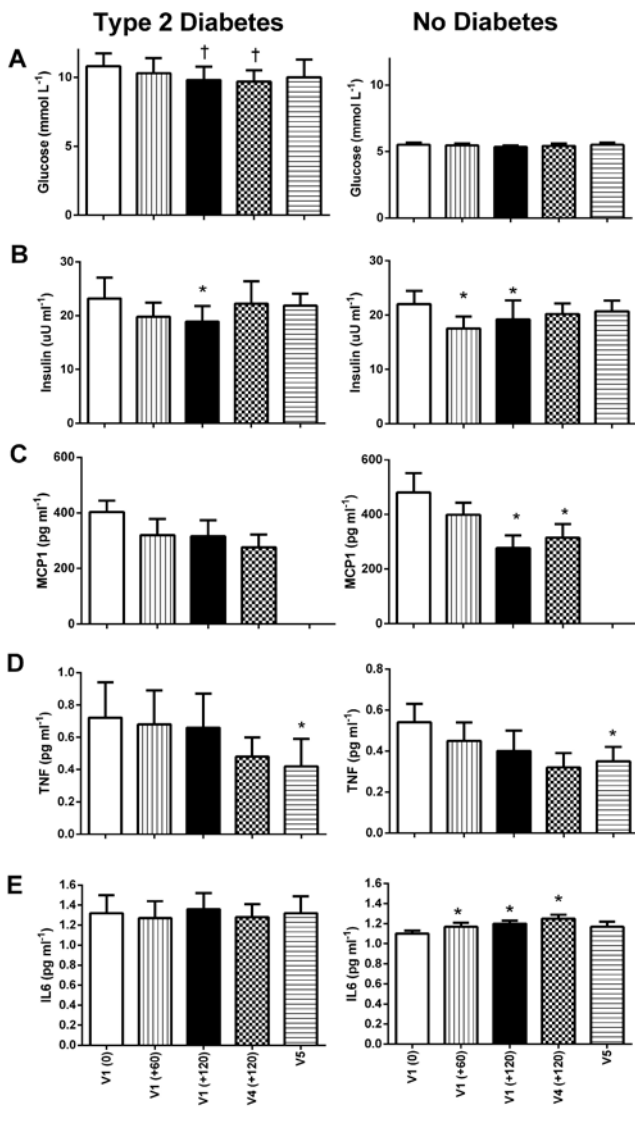 Type 2 Diabetes No Diabetes
A
Glucose (mmol L⁻¹)
10
5
0
† †
Glucose (mmol L⁻¹)
10
5
0
B
Insulin (uU ml⁻¹)
30
20
10
0
*
Insulin (uU ml⁻¹)
30
20
10
0
* *
C
MCP1 (pg ml⁻¹)
600
400
200
0
MCP1 (pg ml⁻¹)
600
400
200
0
* *
D
TNF (pg ml⁻¹)
1.0
0.8
0.6
0.4
0.2
0.0
*
TNF (pg ml⁻¹)
0.8
0.6
0.4
0.2
0.0
*
E
IL6 (pg ml⁻¹)
1.6
1.4
1.2
1.0
0.8
0.6
0.4
0.2
0.0
IL6 (pg ml⁻¹)
1.6
1.4
1.2
1.0
0.8
0.6
0.4
0.2
0.0
* * *
V1 (0)
V1 (+60)
V1 (+120)
V4 (+120)
V5
V1 (0)
V1 (+60)
V1 (+120)
V4 (+120)
V5